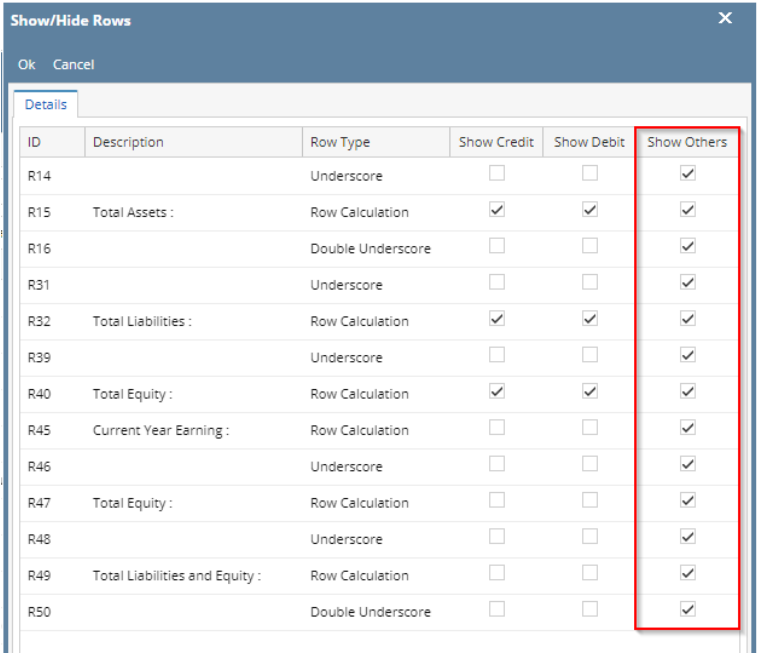 Show/Hide Rows
Ok Cancel
Details
ID Description Row Type Show Credit Show Debit Show Others
R14 Underscore
R15 Total Assets : Row Calculation
R16 Double Underscore
R31 Underscore
R32 Total Liabilities : Row Calculation
R39 Underscore
R40 Total Equity : Row Calculation
R45 Current Year Earning : Row Calculation
R46 Underscore
R47 Total Equity : Row Calculation
R48 Underscore
R49 Total Liabilities and Equity : Row Calculation
R50 Double Underscore